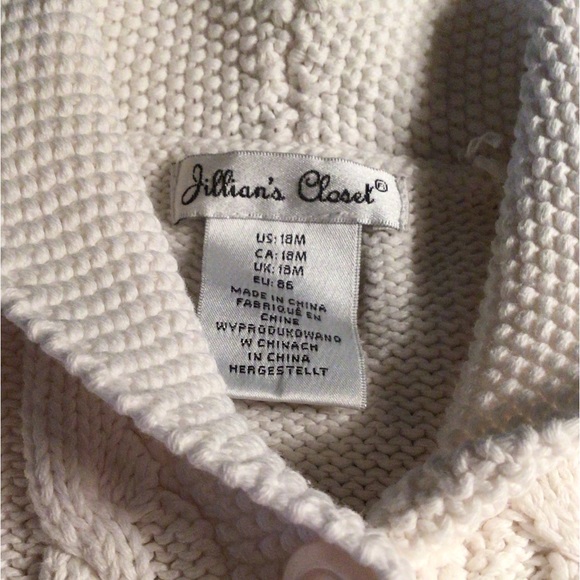 Jillian's Closet®
US: 18M
CA: 18M
UK: 18M
EU: 86
MADE IN CHINA
FABRIQUÉ EN
CHINE
WYPRODUKOWANO
W CHINACH
IN CHINA
HERGESTELLT